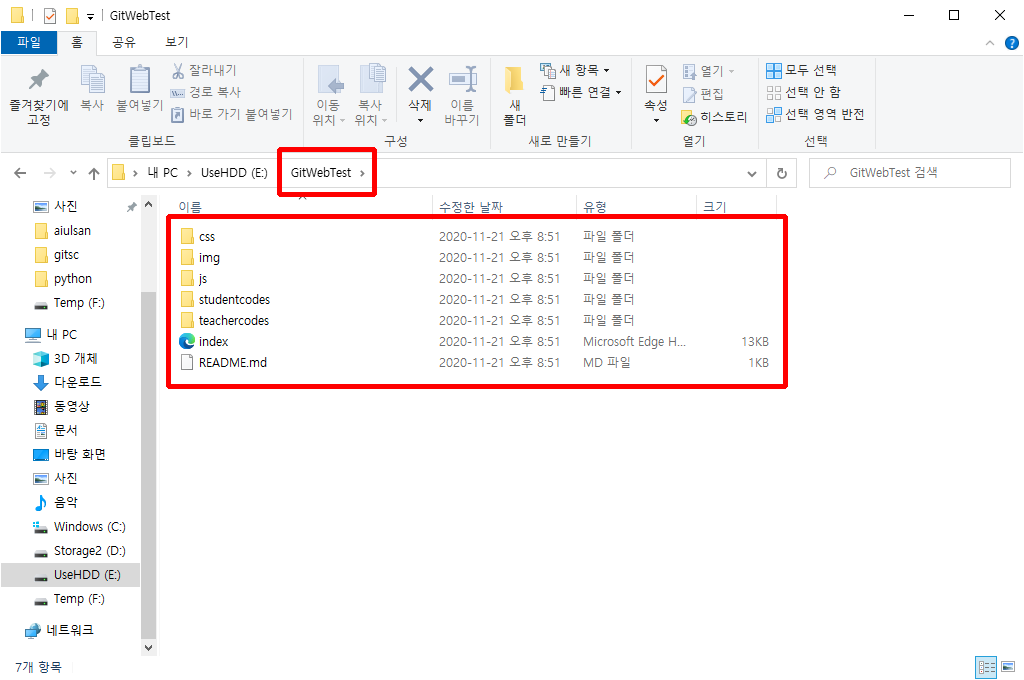 GitWebTest
파일 홈 공유 보기
즐겨찾기에 고정
복사
붙여넣기
잘라내기
경로 복사
바로 가기 붙여넣기
클립보드
이동 위치
복사 위치
삭제
이름 바꾸기
구성
새 폴더
새 항목
빠른 연결
새로 만들기
속성
열기
편집
히스토리
열기
모두 선택
선택 안 함
선택 영역 반전
선택
내 PC UseHDD (E:) GitWebTest
GitWebTest 검색
이름 수정한 날짜 유형 크기
css 2020-11-21 오후 8:51 파일 폴더
img 2020-11-21 오후 8:51 파일 폴더
js 2020-11-21 오후 8:51 파일 폴더
studentcodes 2020-11-21 오후 8:51 파일 폴더
teachercodes 2020-11-21 오후 8:51 파일 폴더
index 2020-11-21 오후 8:51 Microsoft Edge H... 13KB
README.md 2020-11-21 오후 8:51 MD 파일 1KB
사진
aiulsan
gitsc
python
Temp (F:)
내 PC
3D 개체
다운로드
동영상
문서
바탕 화면
사진
음악
Windows (C:)
Storage2 (D:)
UseHDD (E:)
Temp (F:)
네트워크
7개 항목